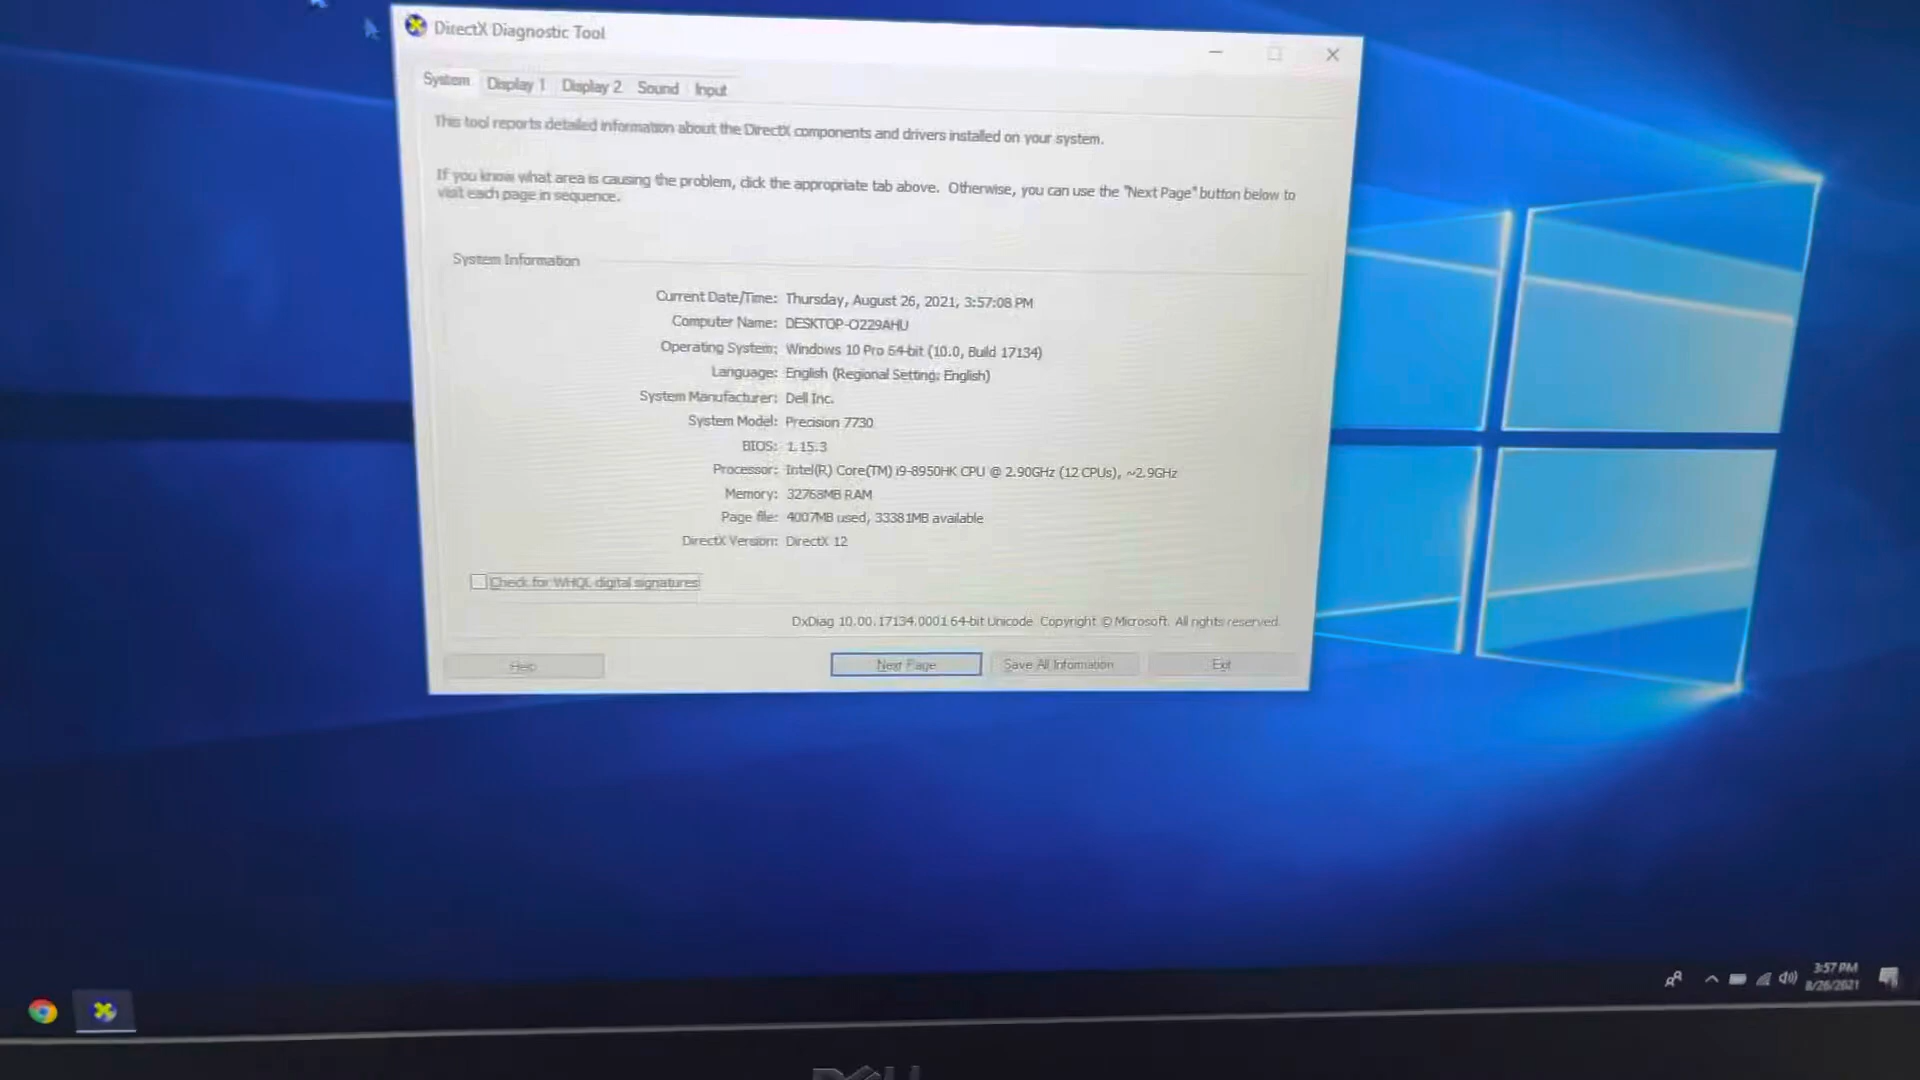 DirectX Diagnostic Tool
System Display 1 Display 2 Sound Input
This tool reports detailed information about the DirectX components and drivers installed on your system.
If you know what area is causing the problem, click the appropriate tab above. Otherwise, you can use the "Next Page" button below to
visit each page in sequence.
System Information
Current Date/Time: Thursday, August 26, 2021, 3:57:08 PM
Computer Name: DESKTOP-O229AHU
Operating System: Windows 10 Pro 64-bit (10.0, Build 17134)
Language: English (Regional Setting: English)
System Manufacturer: Dell Inc.
System Model: Precision 7730
BIOS: 1.15.3
Processor: Intel(R) Core(TM) i9-8950HK CPU @ 2.90GHz (12 CPUs), ~2.9GHz
Memory: 32768MB RAM
Page file: 4007MB used, 33381MB available
DirectX Version: DirectX 12
Check for WHQL digital signatures
DxDiag 10.00.17134.0001 64-bit Unicode Copyright © Microsoft. All rights reserved.
Help Next Page Save All Information Exit
3:57 PM
8/26/2021
DELL